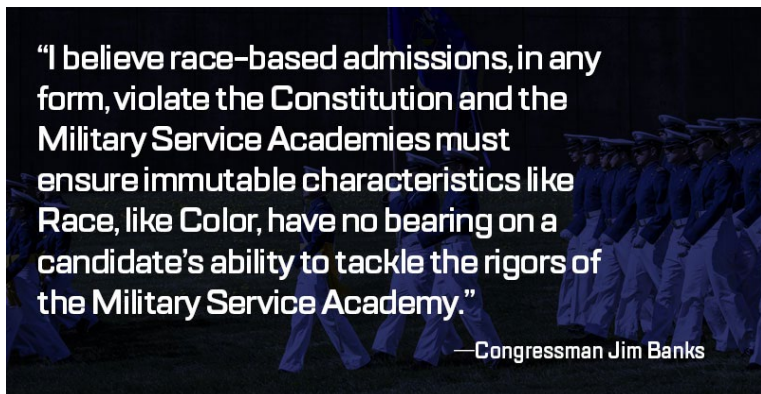 “I believe race-based admissions, in any
form, violate the Constitution and the
Military Service Academies must
ensure immutable characteristics like
Race, like Color, have no bearing on a
candidate’s ability to tackle the rigors of
the Military Service Academy.”
—Congressman Jim Banks